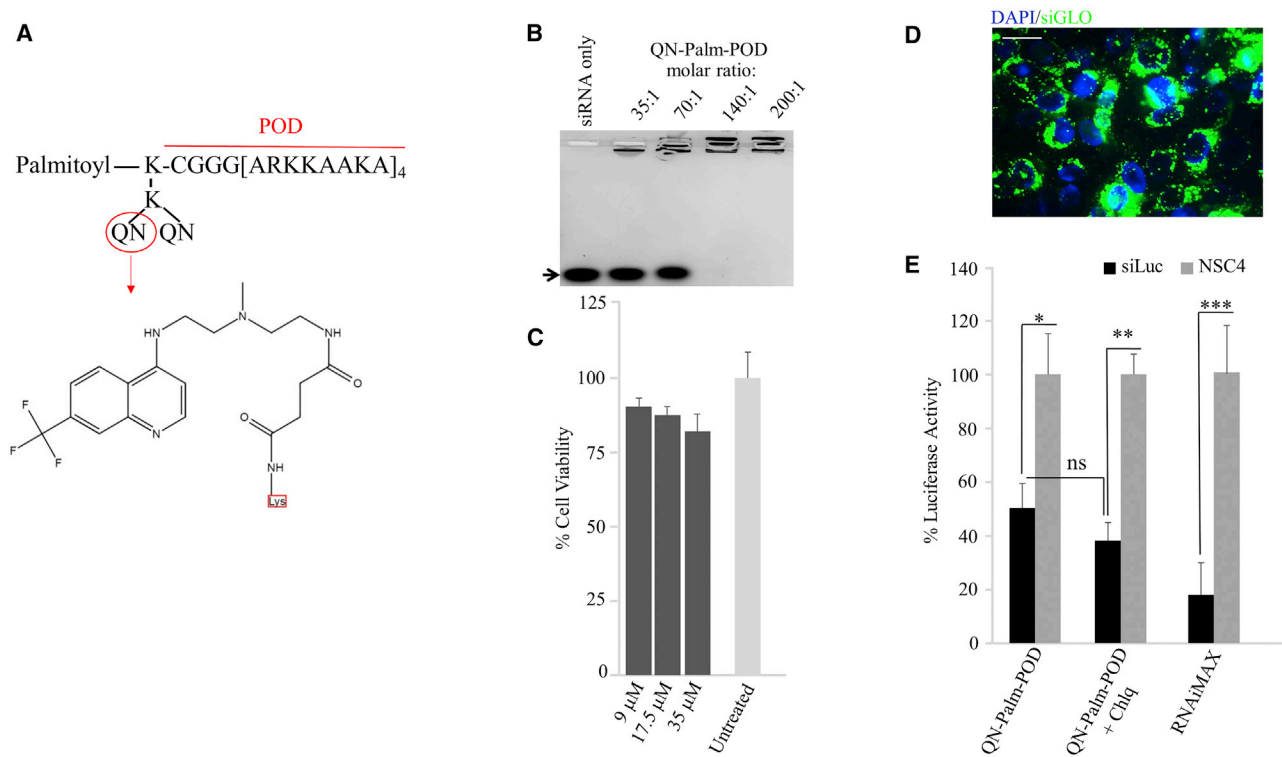 A
POD
Palmitoyl — K-CGGG[ARKKAAKA]4
K
QN QN
HN
N
NH
O
O
F
F
F
N
NH
Lys
B
siRNA only
QN-Palm-POD
molar ratio:
35:1
70:1
140:1
200:1
C
% Cell Viability
125
100
75
50
25
0
9 µM
17.5 µM
35 µM
Untreated
D
DAPI/siGLO
E
siLuc
NSC4
% Luciferase Activity
140
120
100
80
60
40
20
0
*
**
***
ns
QN-Palm-POD
QN-Palm-POD
+ Chlq
RNAiMAX